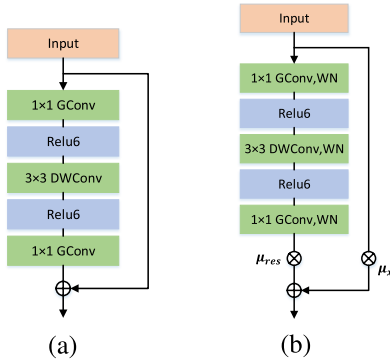 Input
1×1 GConv
Relu6
3×3 DWConv
Relu6
1×1 GConv
(a)
Input
1×1 GConv,WN
Relu6
3×3 DWConv,WN
Relu6
1×1 GConv,WN
μres
μx
(b)